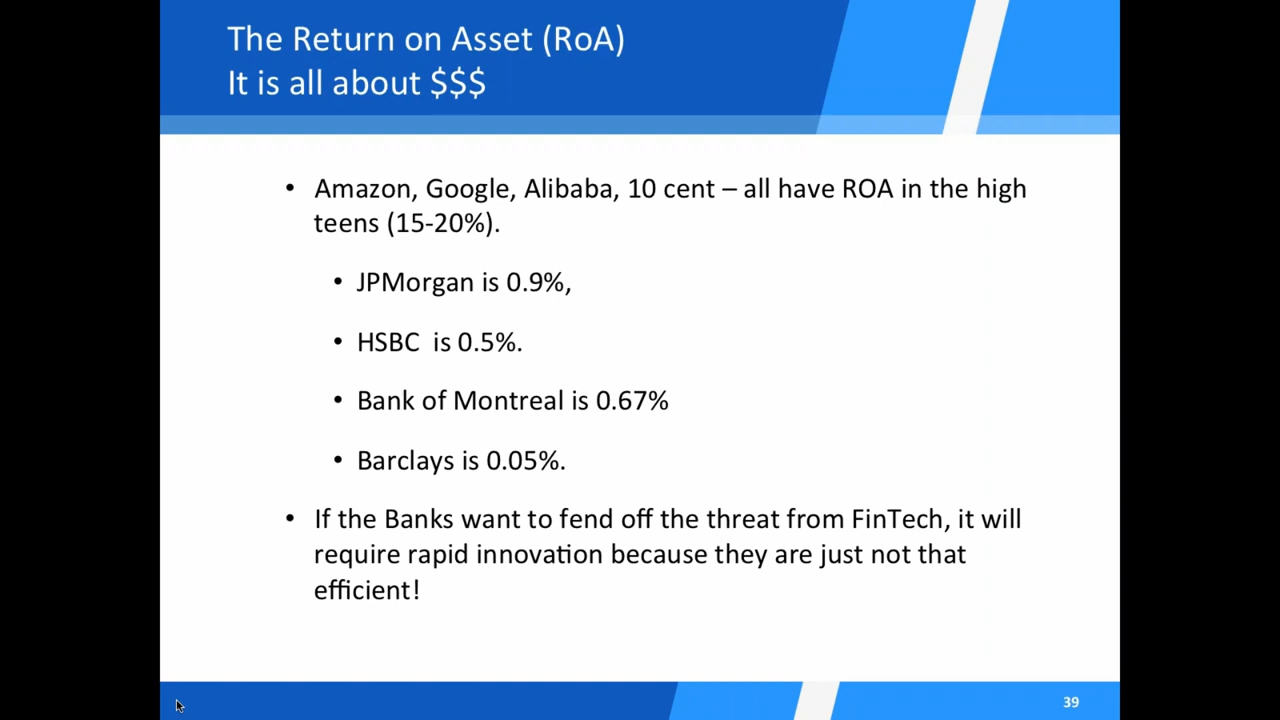 The Return on Asset (RoA)
It is all about $$$
• Amazon, Google, Alibaba, 10 cent – all have ROA in the high
teens (15-20%).
• JPMorgan is 0.9%,
• HSBC  is 0.5%.
• Bank of Montreal is 0.67%
• Barclays is 0.05%.
• If the Banks want to fend off the threat from FinTech, it will
require rapid innovation because they are just not that
efficient!
39